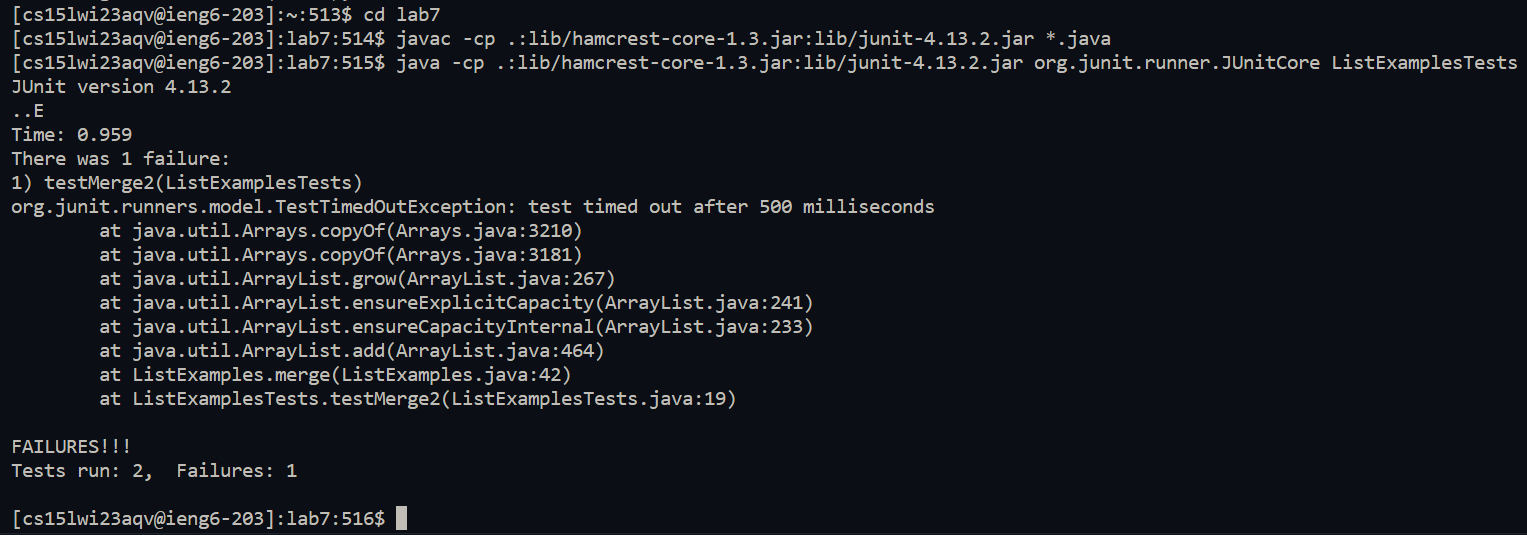 [cs15lwi23aqv@ieng6-203]:~:513$ cd lab7
[cs15lwi23aqv@ieng6-203]:lab7:514$ javac -cp .:lib/hamcrest-core-1.3.jar:lib/junit-4.13.2.jar *.java
[cs15lwi23aqv@ieng6-203]:lab7:515$ java -cp .:lib/hamcrest-core-1.3.jar:lib/junit-4.13.2.jar org.junit.runner.JUnitCore ListExamplesTests
JUnit version 4.13.2
..E
Time: 0.959
There was 1 failure:
1) testMerge2(ListExamplesTests)
org.junit.runners.model.TestTimedOutException: test timed out after 500 milliseconds
        at java.util.Arrays.copyOf(Arrays.java:3210)
        at java.util.Arrays.copyOf(Arrays.java:3181)
        at java.util.ArrayList.grow(ArrayList.java:267)
        at java.util.ArrayList.ensureExplicitCapacity(ArrayList.java:241)
        at java.util.ArrayList.ensureCapacityInternal(ArrayList.java:233)
        at java.util.ArrayList.add(ArrayList.java:464)
        at ListExamples.merge(ListExamples.java:42)
        at ListExamplesTests.testMerge2(ListExamplesTests.java:19)
FAILURES!!!
Tests run: 2,  Failures: 1
[cs15lwi23aqv@ieng6-203]:lab7:516$